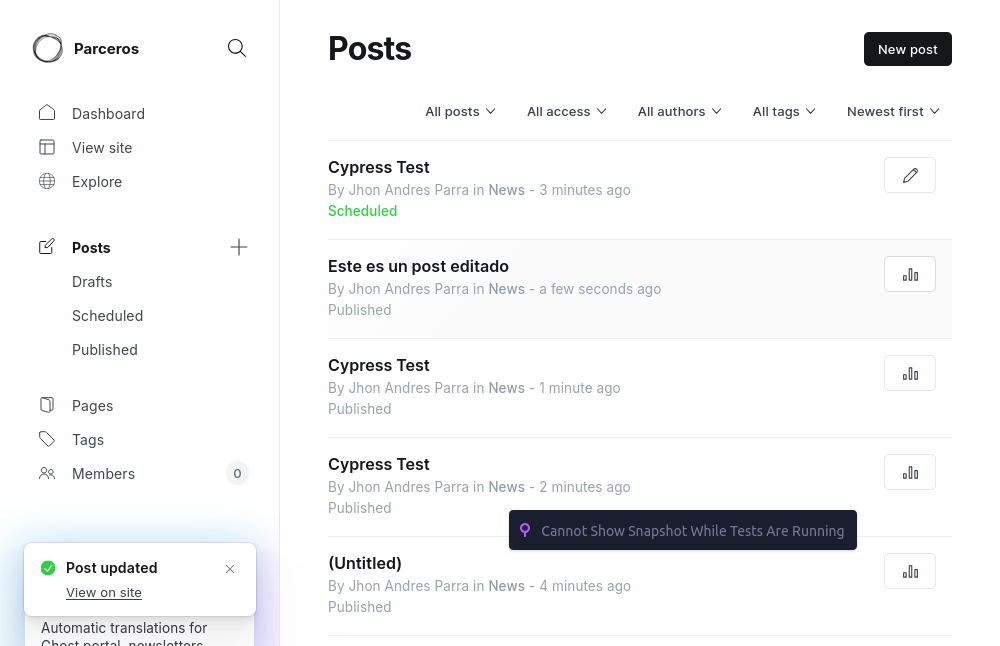 Parceros
Dashboard
View site
Explore
Posts
Drafts
Scheduled
Published
Pages
Tags
Members 0
Post updated
View on site
Automatic translations for
Ghost portal, newsletters
Posts
New post
All posts All access All authors All tags Newest first
Cypress Test
By Jhon Andres Parra in News - 3 minutes ago
Scheduled
Este es un post editado
By Jhon Andres Parra in News - a few seconds ago
Published
Cypress Test
By Jhon Andres Parra in News - 1 minute ago
Published
Cypress Test
By Jhon Andres Parra in News - 2 minutes ago
Published
Cannot Show Snapshot While Tests Are Running
(Untitled)
By Jhon Andres Parra in News - 4 minutes ago
Published